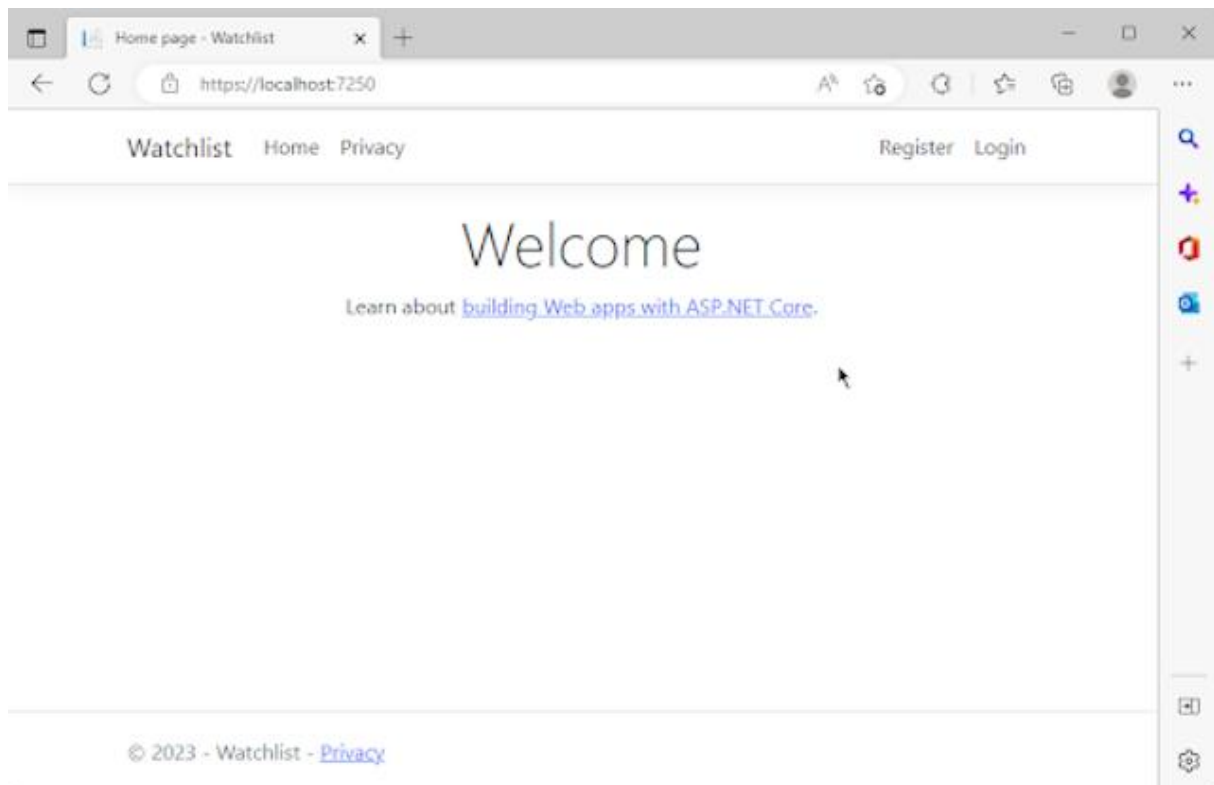 Home page - Watchlist
https://localhost:7250
Watchlist Home Privacy Register Login
Welcome
Learn about building Web apps with ASP.NET Core.
© 2023 - Watchlist - Privacy